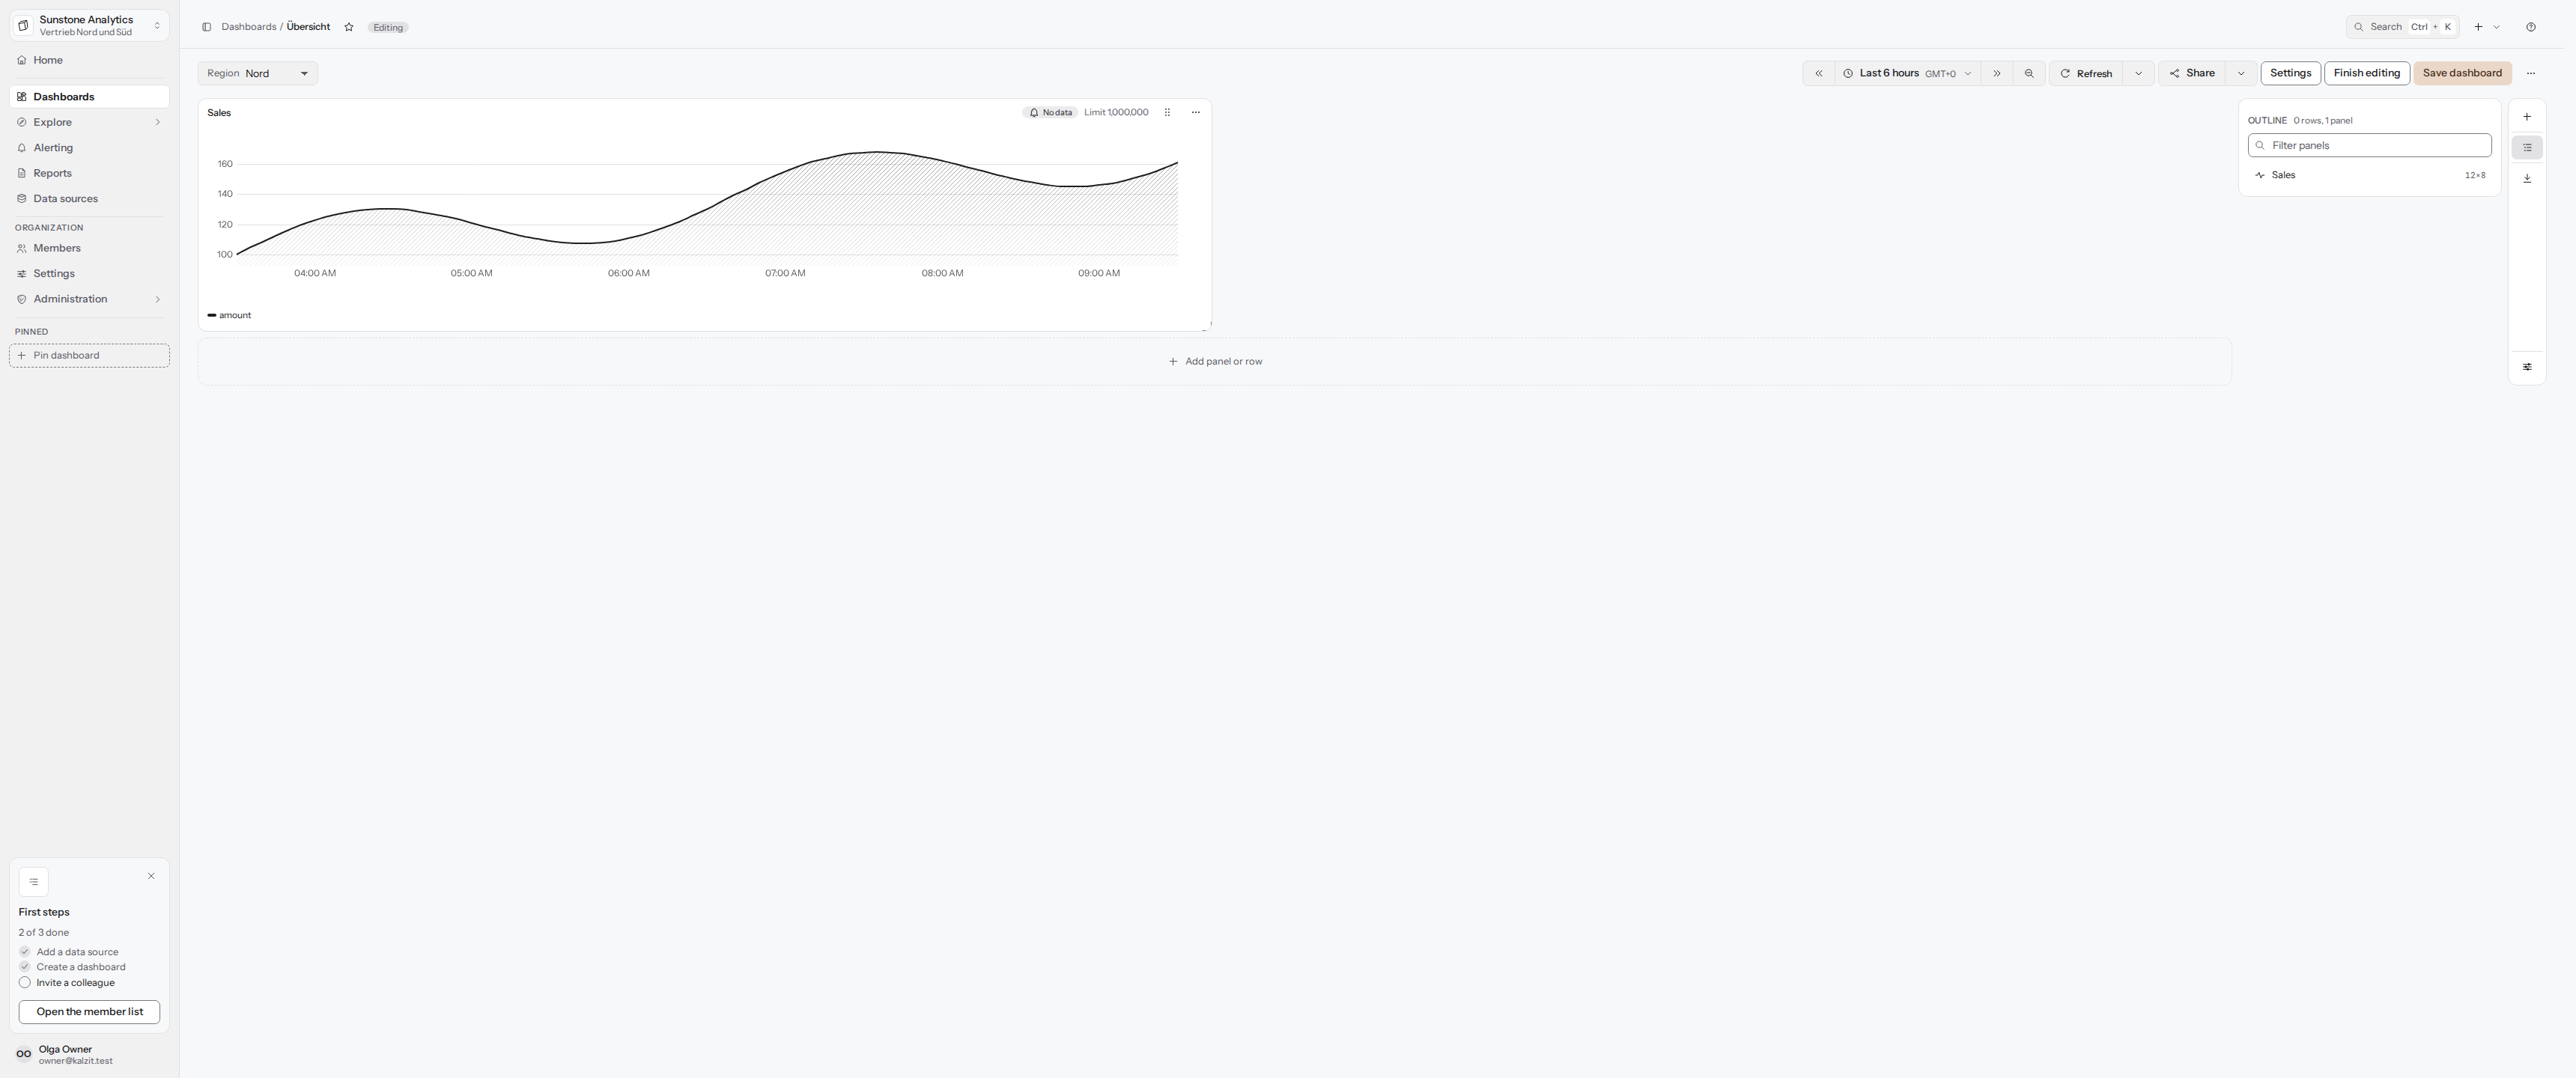 Sunstone Analytics
Vertrieb Nord und Süd
Home
Dashboards
Explore
Alerting
Reports
Data sources
ORGANIZATION
Members
Settings
Administration
PINNED
Pin dashboard
First steps
2 of 3 done
Add a data source
Create a dashboard
Invite a colleague
Open the member list
OO
Olga Owner
owner@kalzit.test
Dashboards / Übersicht
Editing
Search Ctrl + K
Region Nord
Last 6 hours GMT+0
Refresh
Share
Settings
Finish editing
Save dashboard
Sales
No data
Limit 1,000,000
160
140
120
100
04:00 AM
05:00 AM
06:00 AM
07:00 AM
08:00 AM
09:00 AM
amount
Add panel or row
OUTLINE 0 rows, 1 panel
Filter panels
Sales
12×8